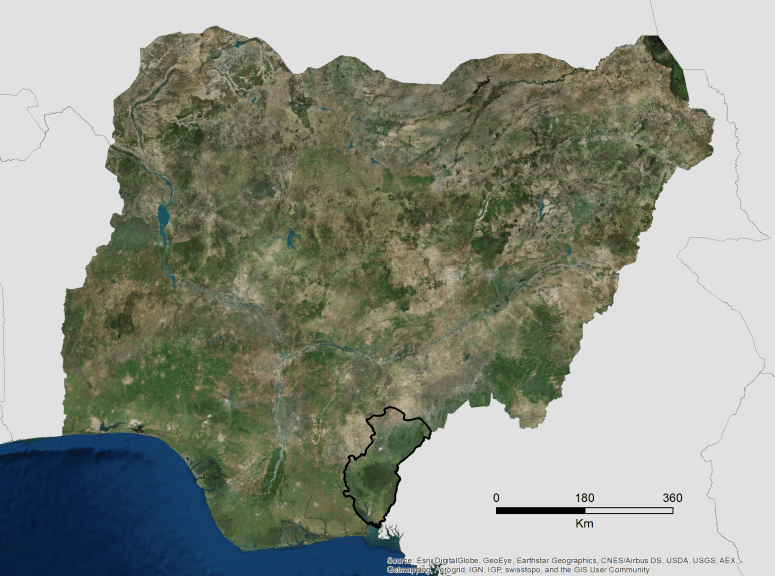 0 180 360
Km
Source: Esri, DigitalGlobe, GeoEye, Earthstar Geographics, CNES/Airbus DS, USDA, USGS, AEX,
Getmapping, Aerogrid, IGN, IGP, swisstopo, and the GIS User Community